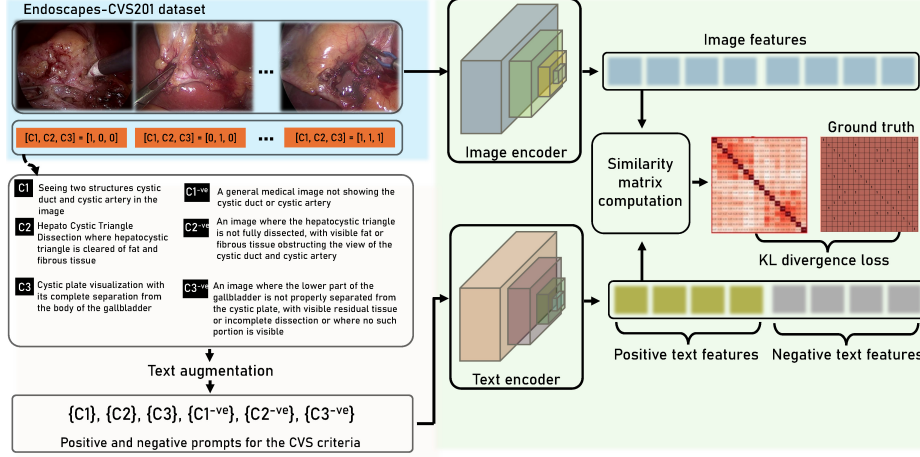 Endoscapes-CVS201 dataset
...
[C1, C2, C3] = [1, 0, 0]
[C1, C2, C3] = [0, 1, 0]
...
[C1, C2, C3] = [1, 1, 1]
C1
Seeing two structures cystic
duct and cystic artery in the
image
C2
Hepato Cystic Triangle
Dissection where hepatocystic
triangle is cleared of fat and
fibrous tissue
C3
Cystic plate visualization with
its complete separation from
the body of the gallbladder
C1-ve
A general medical image not showing the
cystic duct or cystic artery
C2-ve
An image where the hepatocystic triangle
is not fully dissected, with visible fat or
fibrous tissue obstructing the view of the
cystic duct and cystic artery
C3-ve
An image where the lower part of the
gallbladder is not properly separated from
the cystic plate, with visible residual tissue
or incomplete dissection or where no such
portion is visible
Text augmentation
{C1}, {C2}, {C3}, {C1-ve}, {C2-ve}, {C3-ve}
Positive and negative prompts for the CVS criteria
Image encoder
Text encoder
Image features
Similarity
matrix
computation
Ground truth
KL divergence loss
Positive text features
Negative text features